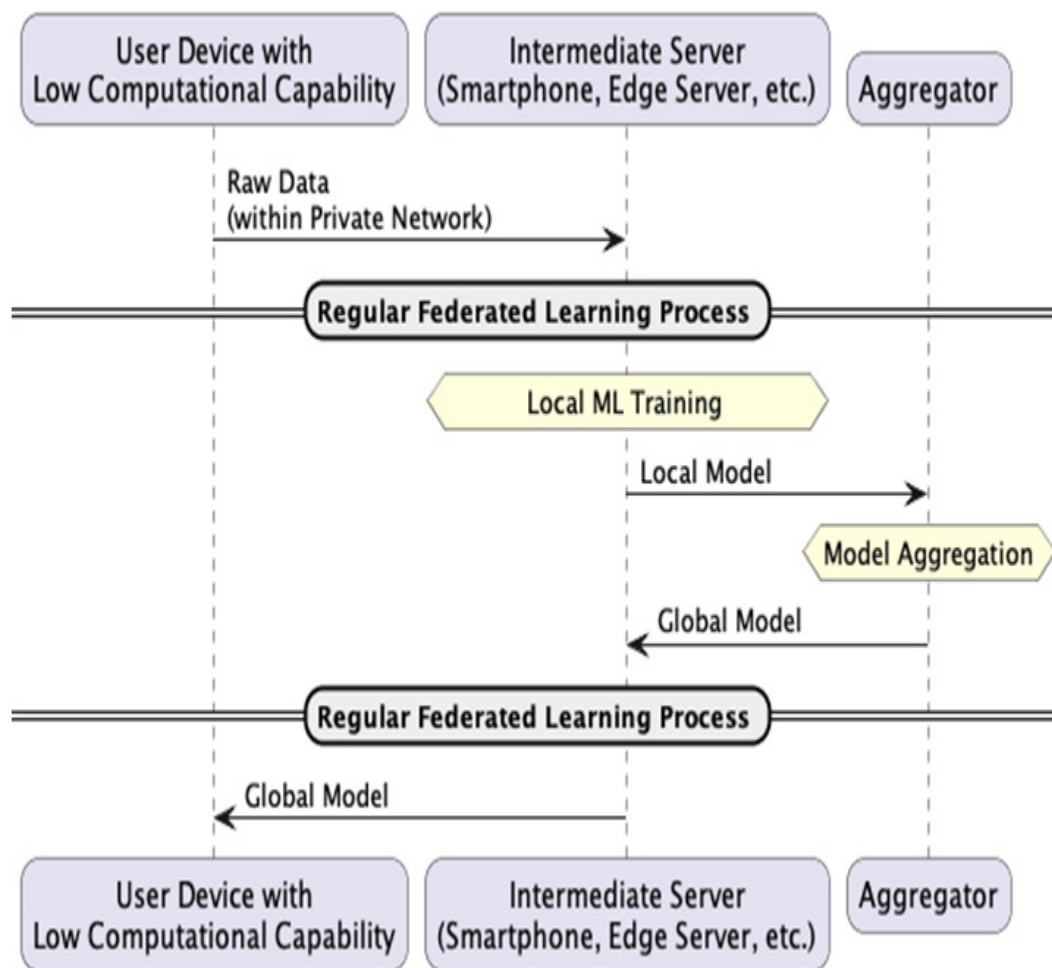 User Device with
Low Computational Capability
Intermediate Server
(Smartphone, Edge Server, etc.)
Aggregator
Raw Data
(within Private Network)
Regular Federated Learning Process
Local ML Training
Local Model
Model Aggregation
Global Model
Regular Federated Learning Process
Global Model
User Device with
Low Computational Capability
Intermediate Server
(Smartphone, Edge Server, etc.)
Aggregator